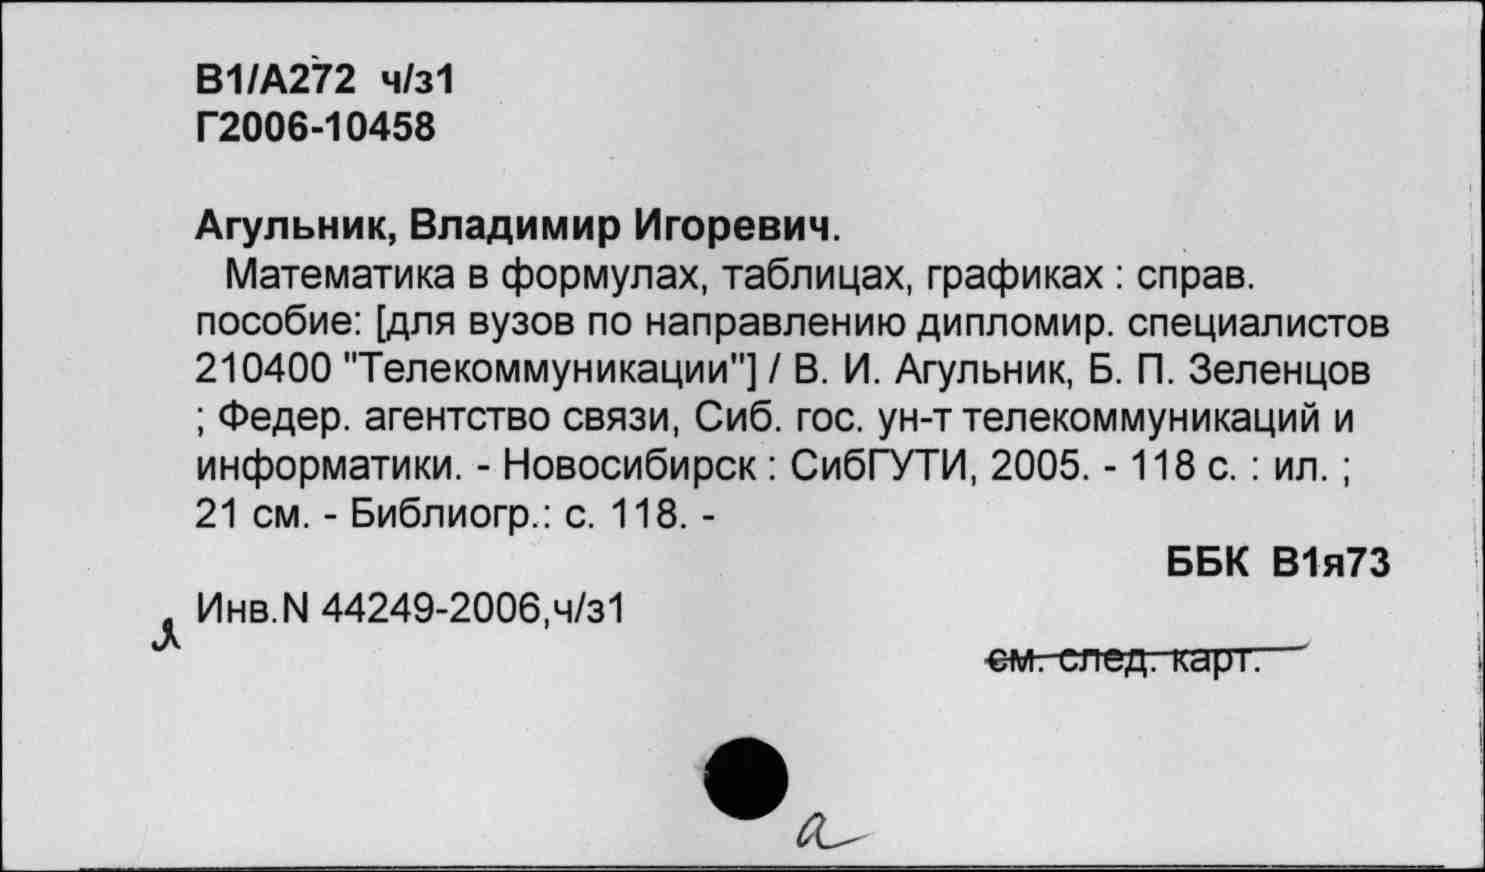 В1/А272 ч/з1
Г2006-10458
Агульник, Владимир Игоревич.
Математика в формулах, таблицах, графиках : справ.
пособие: [для вузов по направлению дипломир. специалистов
210400 "Телекоммуникации"] / В. И. Агульник, Б. П. Зеленцов
; Федер. агентство связи, Сиб. гос. ун-т телекоммуникаций и
информатики. - Новосибирск : СибГУТИ, 2005. - 118 с. : ил. ;
21 см. - Библиогр.: с. 118. -
ББК В1я73
Инв.N 44249-2006,ч/з1
см. след. карт.
а